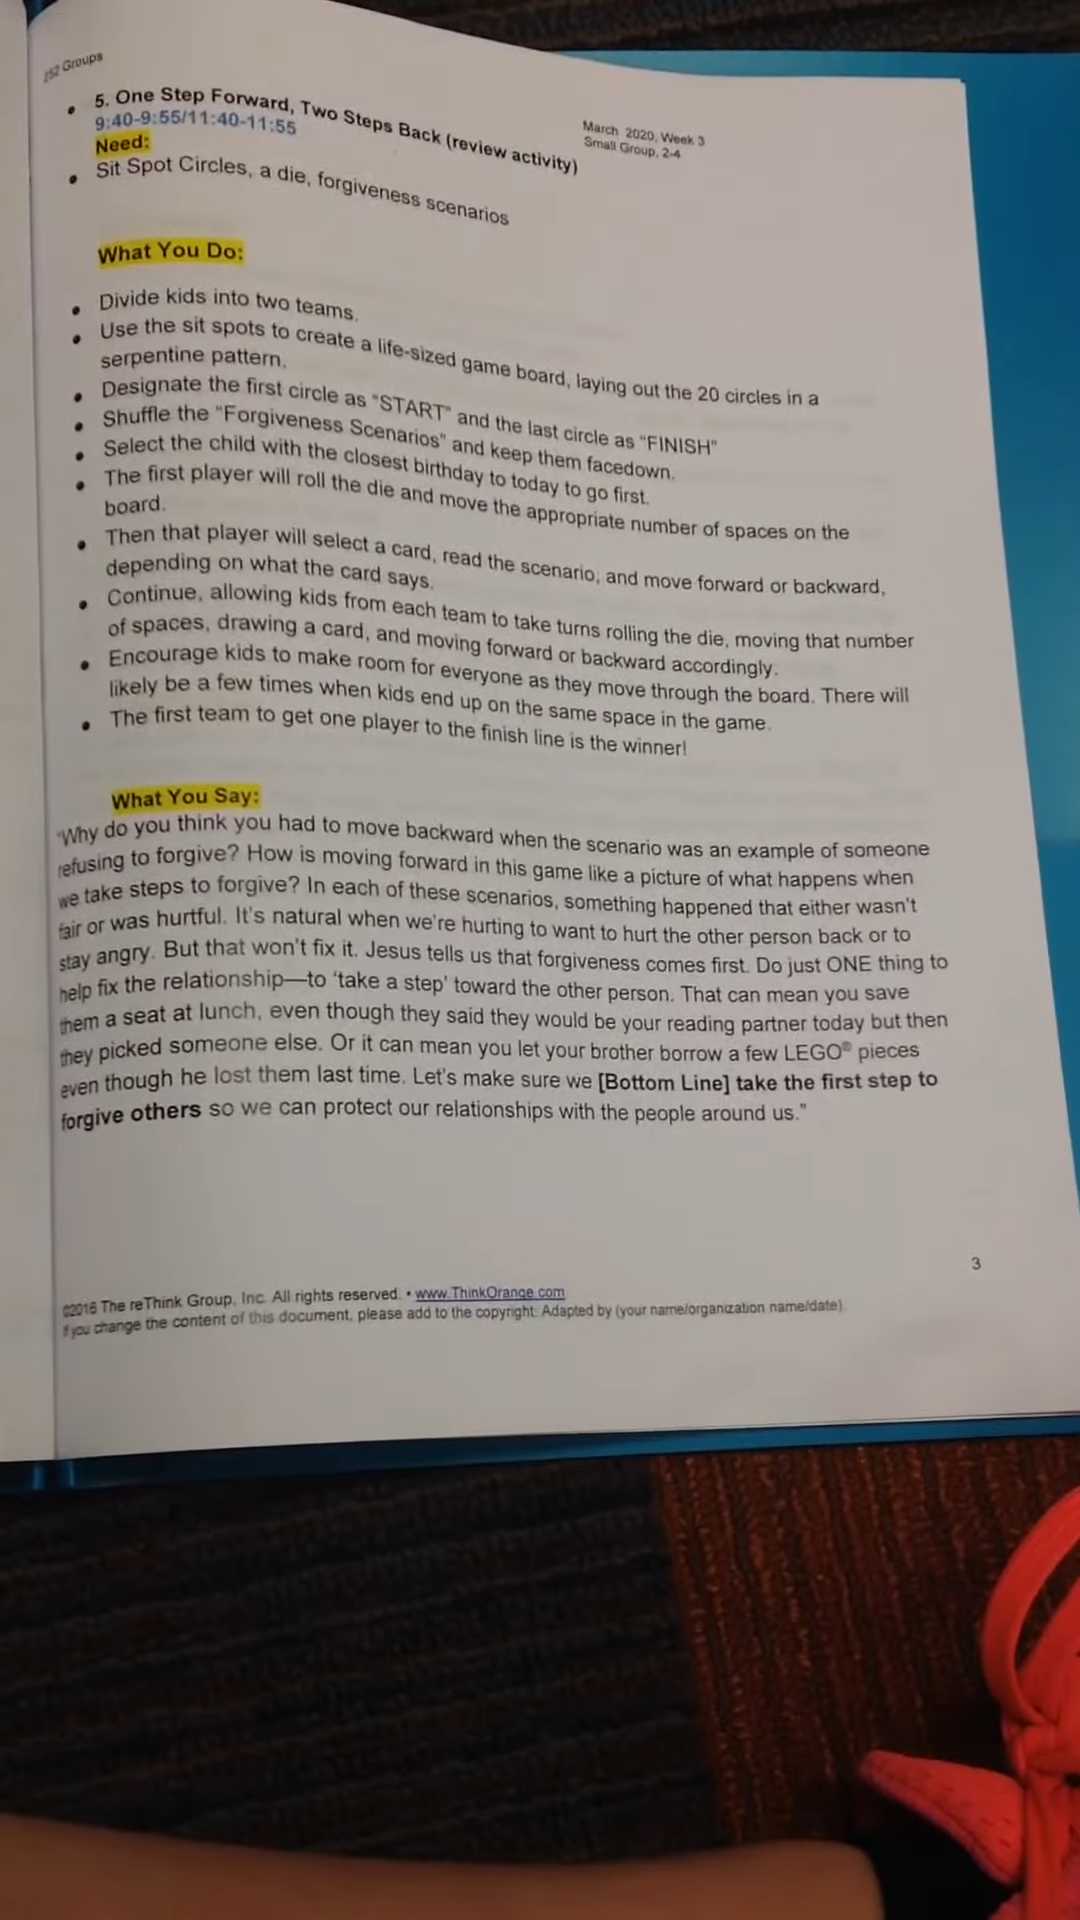 252 Groups
March 2020, Week 3
Small Group, 2-4
• 5. One Step Forward, Two Steps Back (review activity)
9:40-9:55/11:40-11:55
Need:
• Sit Spot Circles, a die, forgiveness scenarios
What You Do:
• Divide kids into two teams.
• Use the sit spots to create a life-sized game board, laying out the 20 circles in a
serpentine pattern.
• Designate the first circle as “START” and the last circle as “FINISH”
• Shuffle the “Forgiveness Scenarios” and keep them facedown.
• Select the child with the closest birthday to today to go first.
• The first player will roll the die and move the appropriate number of spaces on the
board.
• Then that player will select a card, read the scenario, and move forward or backward,
depending on what the card says.
• Continue, allowing kids from each team to take turns rolling the die, moving that number
of spaces, drawing a card, and moving forward or backward accordingly.
• Encourage kids to make room for everyone as they move through the board. There will
likely be a few times when kids end up on the same space in the game.
• The first team to get one player to the finish line is the winner!
What You Say:
“Why do you think you had to move backward when the scenario was an example of someone
refusing to forgive? How is moving forward in this game like a picture of what happens when
we take steps to forgive? In each of these scenarios, something happened that either wasn't
fair or was hurtful. It's natural when we're hurting to want to hurt the other person back or to
stay angry. But that won't fix it. Jesus tells us that forgiveness comes first. Do just ONE thing to
help fix the relationship—to ‘take a step’ toward the other person. That can mean you save
them a seat at lunch, even though they said they would be your reading partner today but then
they picked someone else. Or it can mean you let your brother borrow a few LEGO® pieces
even though he lost them last time. Let's make sure we [Bottom Line] take the first step to
forgive others so we can protect our relationships with the people around us.”
3
©2016 The reThink Group, Inc. All rights reserved. • www.ThinkOrange.com
If you change the content of this document, please add to the copyright: Adapted by (your name/organization name/date)